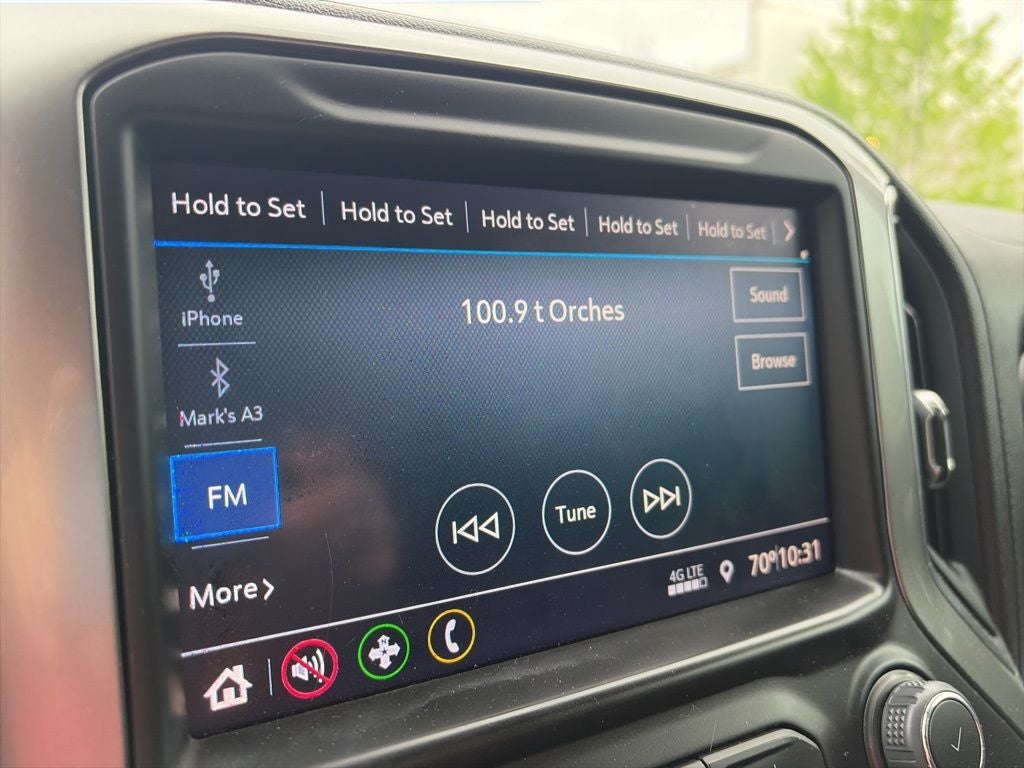 Hold to Set Hold to Set Hold to Set Hold to Set Hold to Set >
iPhone
100.9 t Orches
Sound
Browse
Mark's A3
FM
Tune
More >
4G LTE
70° 10:31